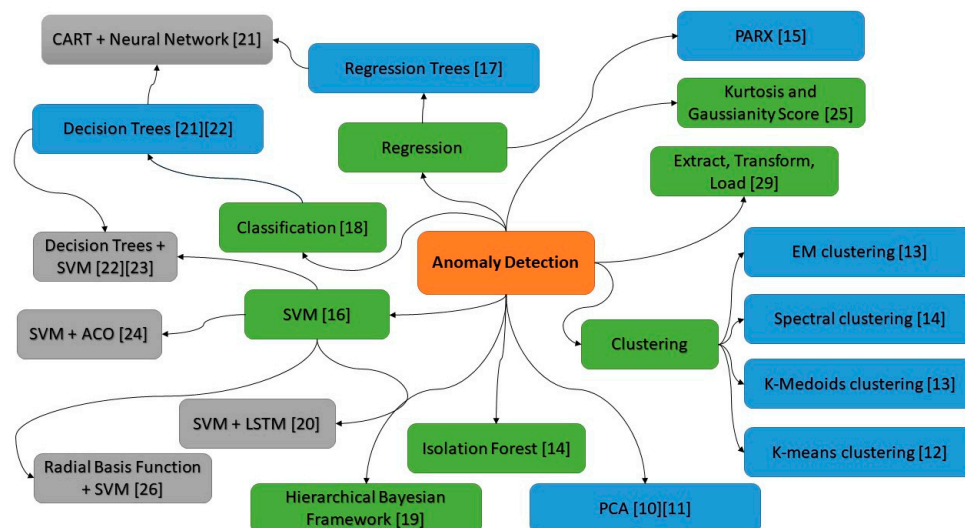 CART + Neural Network [21]
PARX [15]
Regression Trees [17]
Kurtosis and
Gaussianity Score [25]
Decision Trees [21][22]
Regression
Extract, Transform,
Load [29]
Classification [18]
Decision Trees +
SVM [22][23]
Anomaly Detection
EM clustering [13]
SVM [16]
Spectral clustering [14]
SVM + ACO [24]
Clustering
K-Medoids clustering [13]
SVM + LSTM [20]
Isolation Forest [14]
K-means clustering [12]
Radial Basis Function
+ SVM [26]
Hierarchical Bayesian
Framework [19]
PCA [10][11]